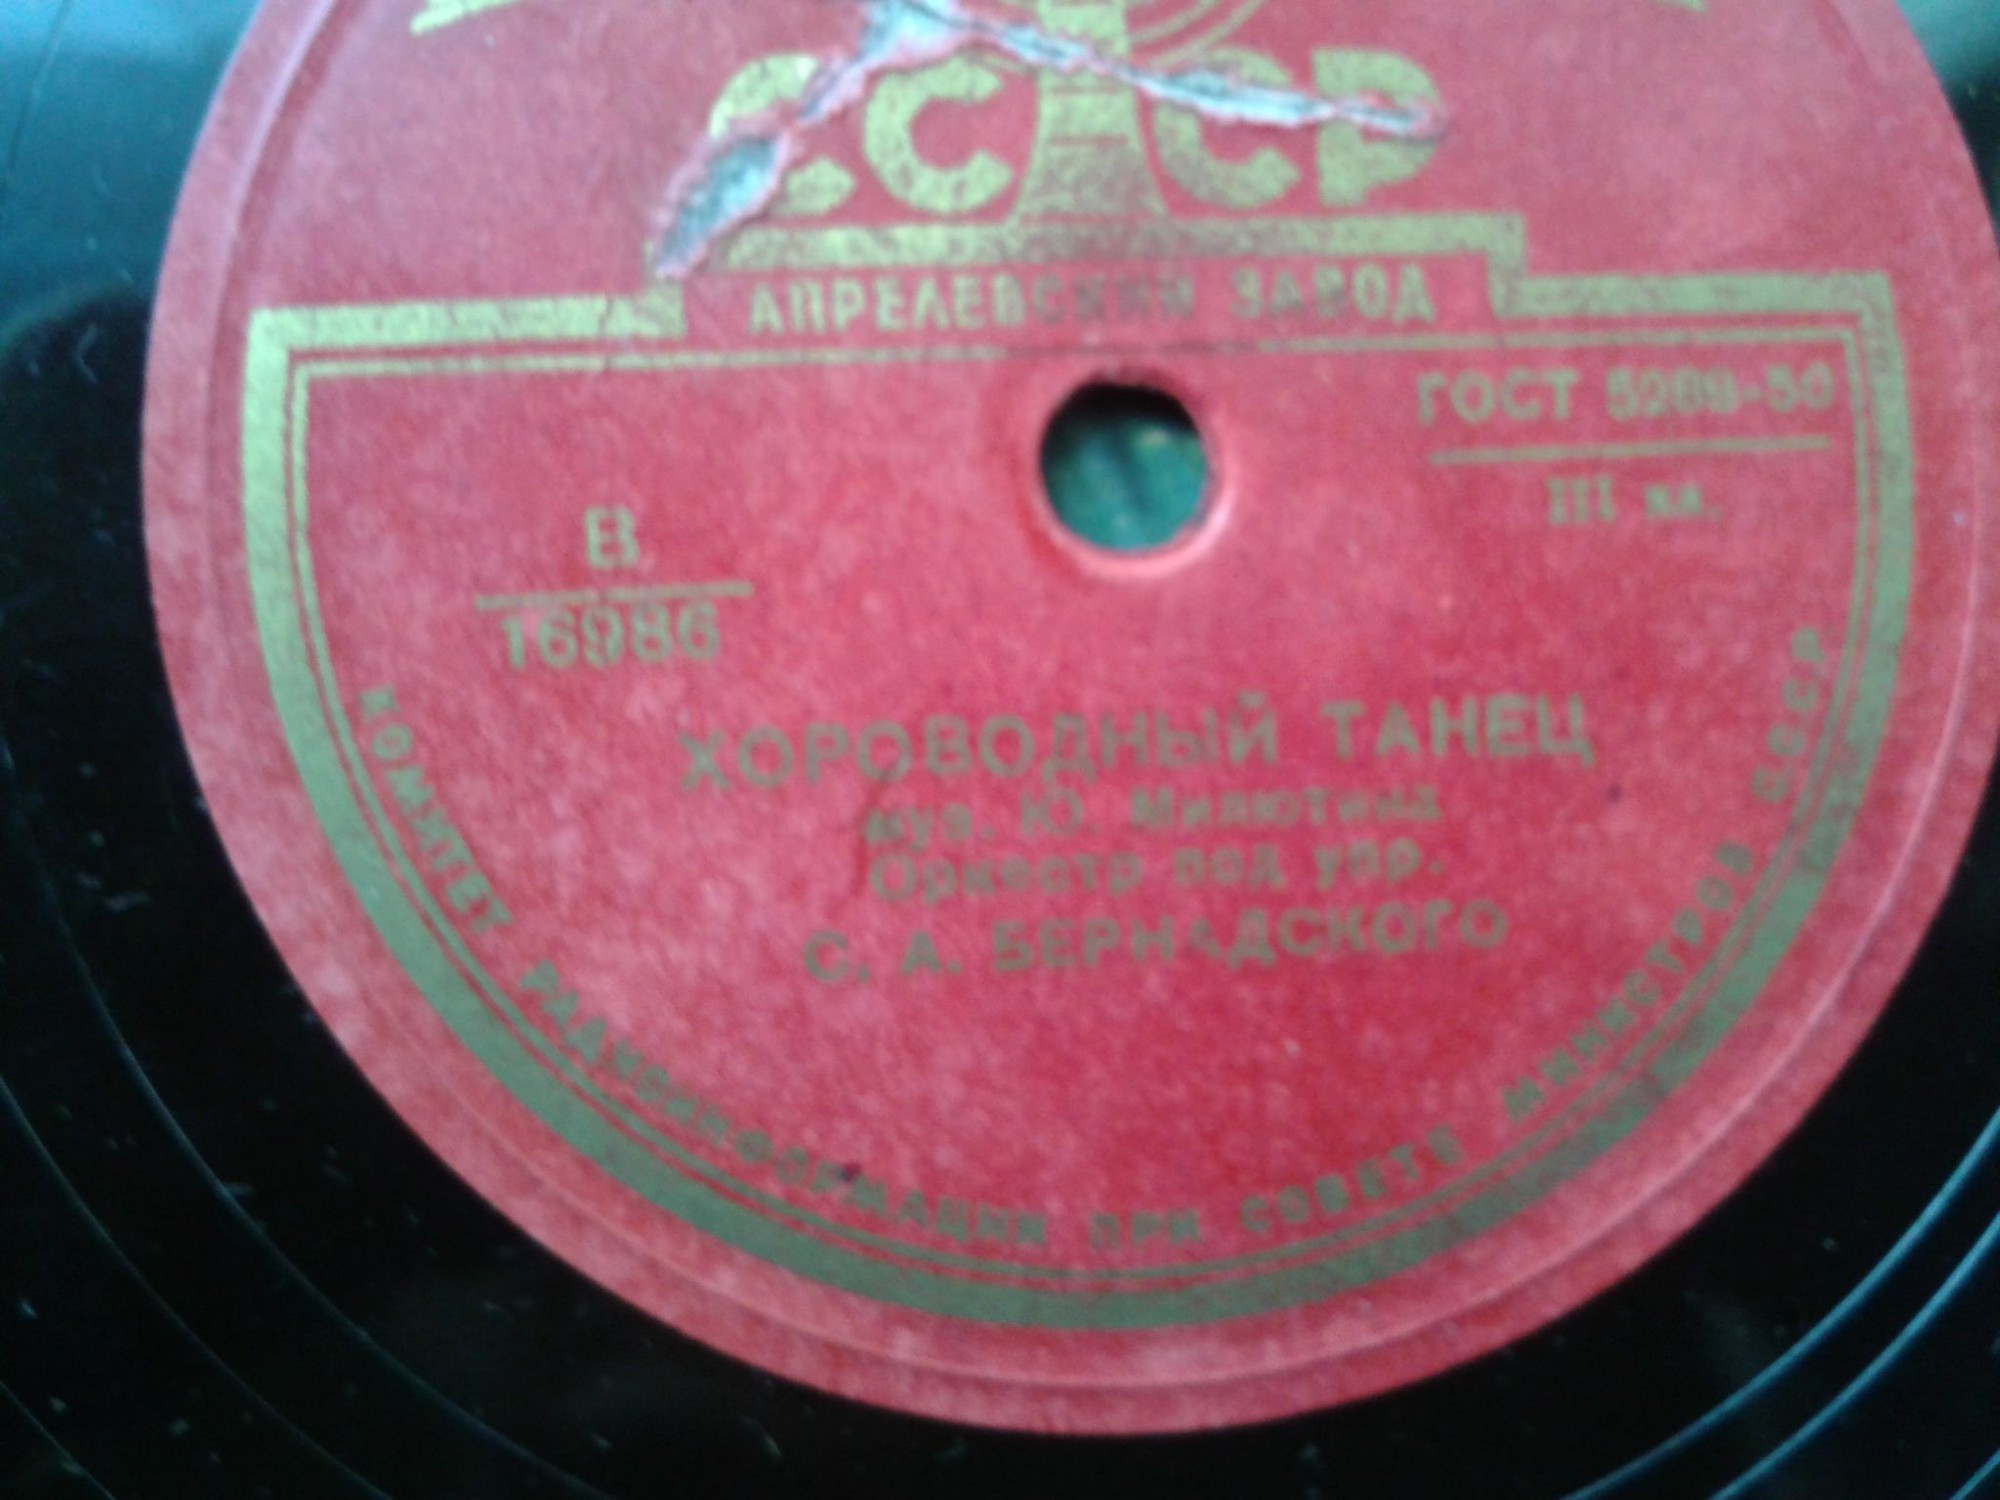 СССР
АПРЕЛЕВСКИЙ ЗАВОД
ГОСТ 5289-50
III кл.
В
16986
ХОРОВОДНЫЙ ТАНЕЦ
муз. Ю. Милютина
Оркестр под упр.
С. А. БЕРНАДСКОГО
КОМИТЕТ РАДИОИНФОРМАЦИИ ПРИ СОВЕТЕ МИНИСТРОВ СССР